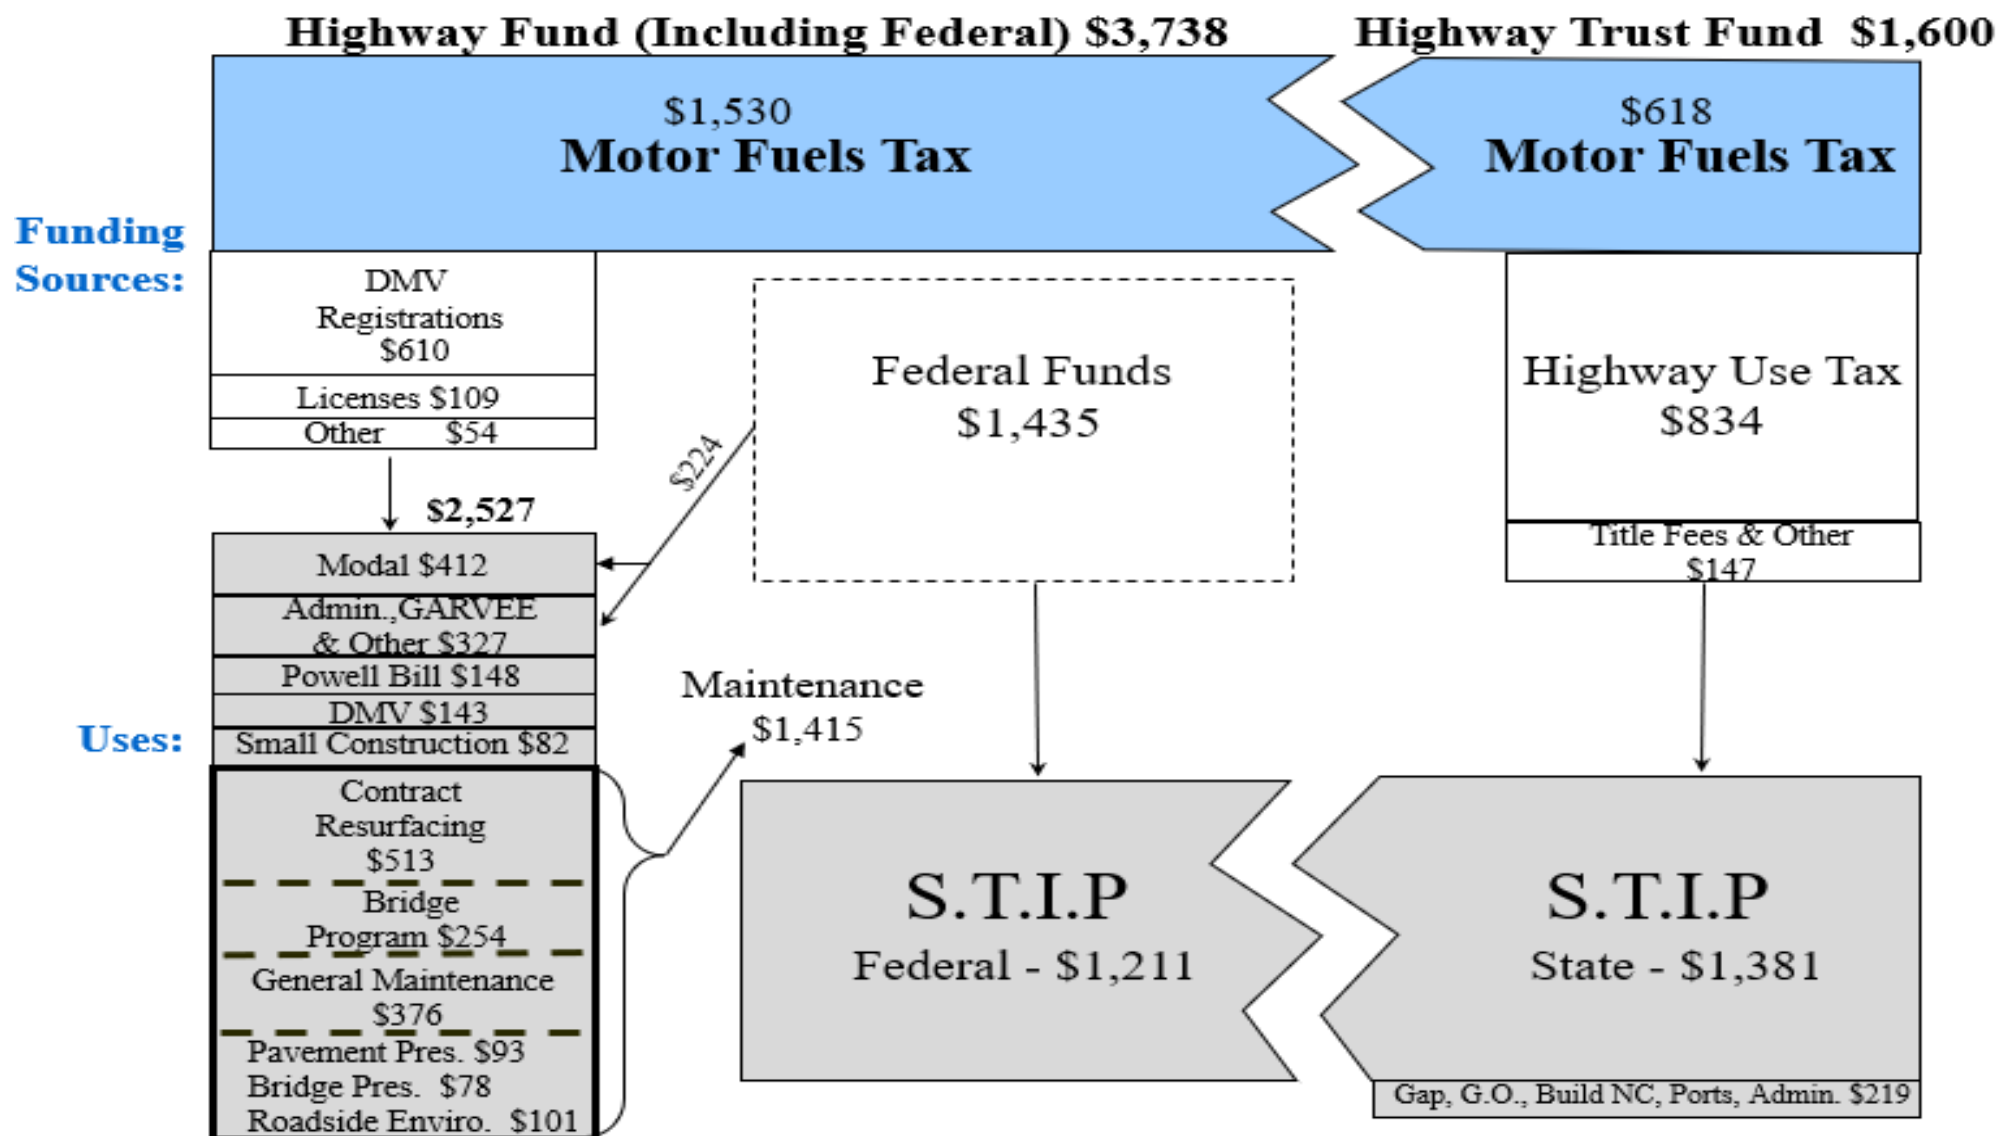 Highway Fund (Including Federal) $3,738
Highway Trust Fund $1,600
$1,530
Motor Fuels Tax
$618
Motor Fuels Tax
Funding
Sources:
DMV
Registrations
$610
Licenses $109
Other $54
Federal Funds
$1,435
Highway Use Tax
$834
Title Fees & Other
$147
$224
$2,527
Modal $412
Admin.,GARVEE
& Other $327
Powell Bill $148
DMV $143
Small Construction $82
Uses:
Maintenance
$1,415
Contract
Resurfacing
$513
Bridge
Program $254
General Maintenance
$376
Pavement Pres. $93
Bridge Pres. $78
Roadside Enviro. $101
S.T.I.P
Federal - $1,211
S.T.I.P
State - $1,381
Gap, G.O., Build NC, Ports, Admin. $219